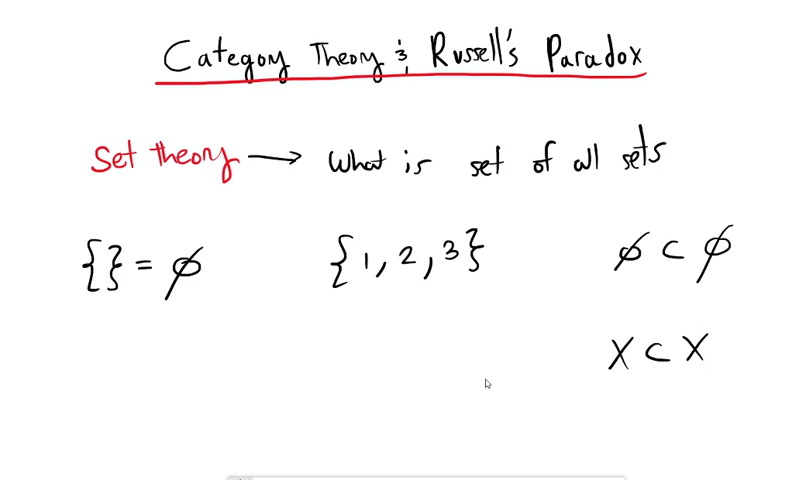 Category Theory & Russell's Paradox
Set theory → What is set of all sets
{} = ∅ {1, 2, 3} ∅ ⊂ ∅
X ⊂ X